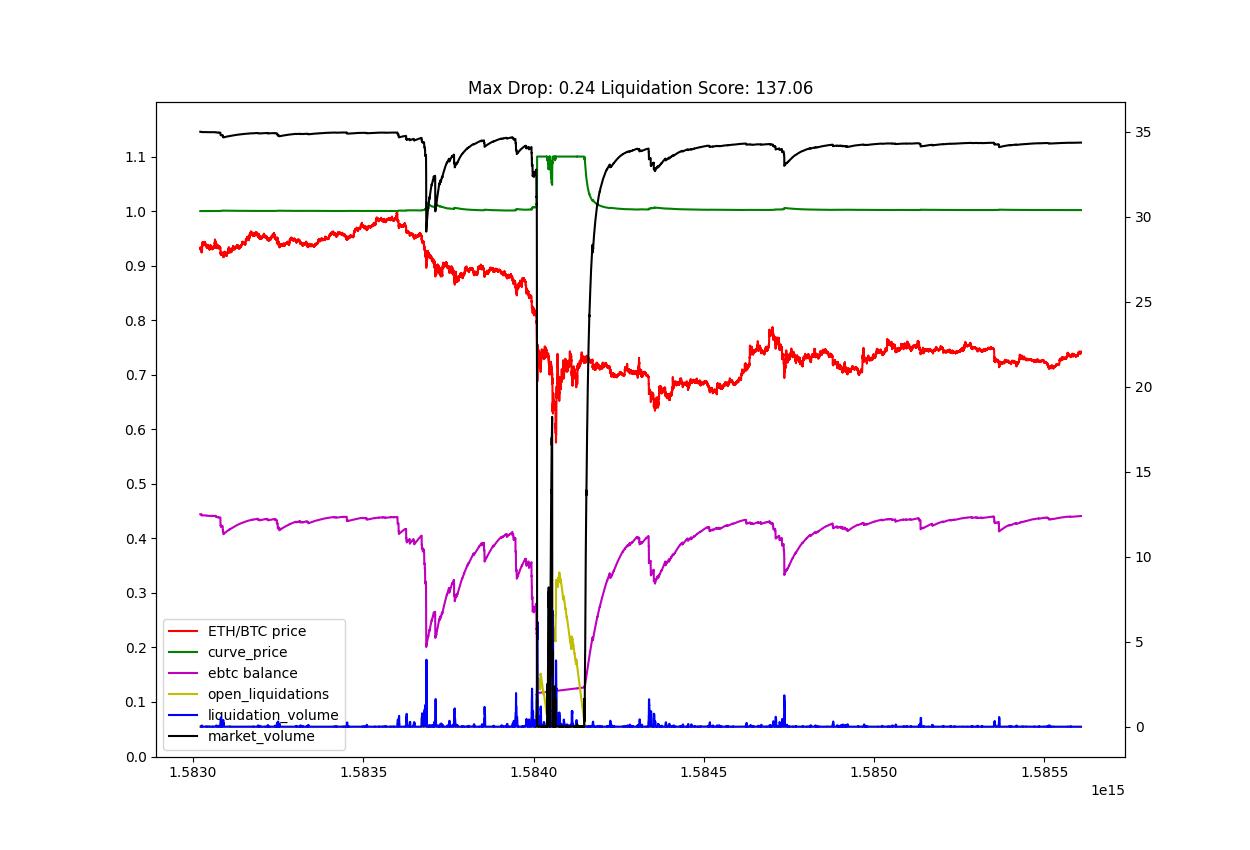 Max Drop: 0.24 Liquidation Score: 137.06
1.1
1.0
0.9
0.8
0.7
0.6
0.5
0.4
0.3
0.2
0.1
0.0
35
30
25
20
15
10
5
0
ETH/BTC price
curve_price
ebtc balance
open_liquidations
liquidation_volume
market_volume
1.5830 1.5835 1.5840 1.5845 1.5850 1.5855
1e15